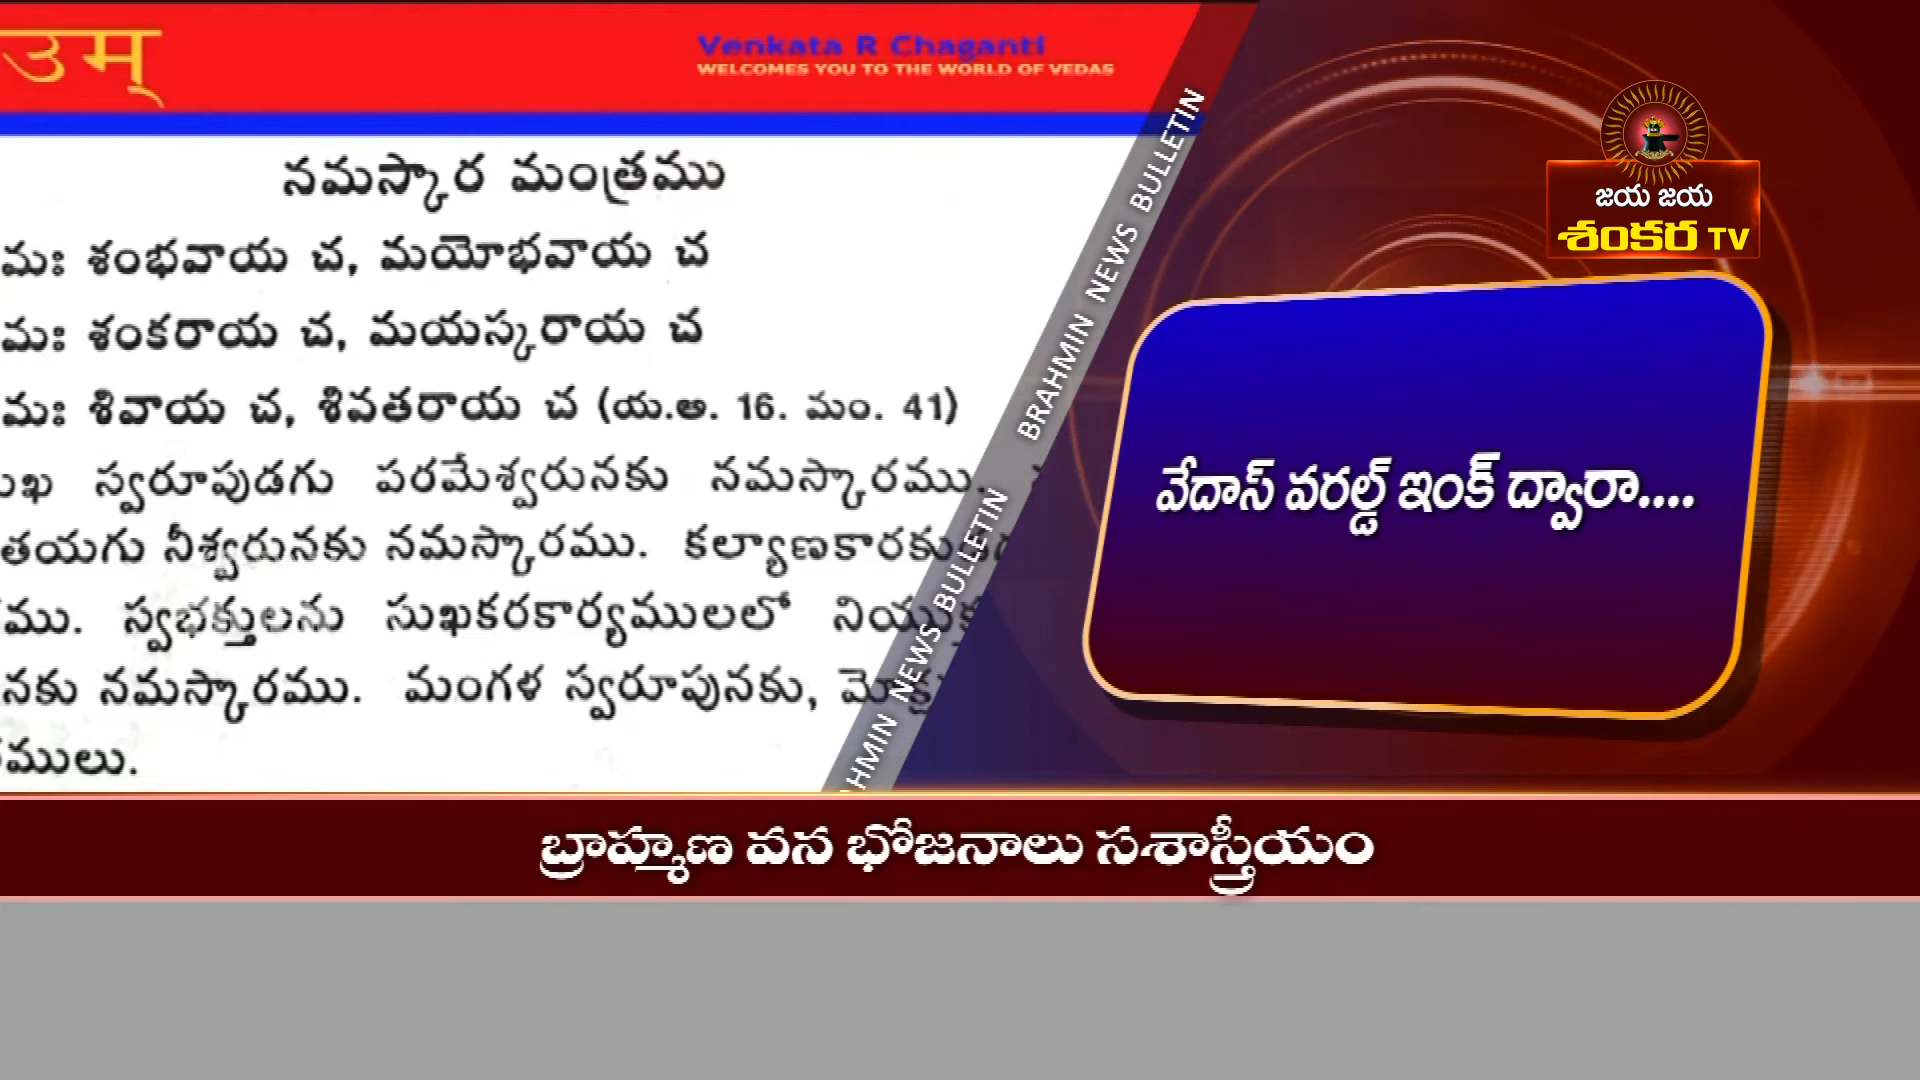 उम्
Venkata R Chaganti
WELCOMES YOU TO THE WORLD OF VEDAS
నమస్కార మంత్రము
మః శంభవాయ చ, మయోభవాయ చ
మః శంకరాయ చ, మయస్కరాయ చ
మః శివాయ చ, శివతరాయ చ (య.అ. 16. మం. 41)
స్వరూపుడగు పరమేశ్వరునకు నమస్కారము.
తయగు నీశ్వరునకు నమస్కారము. కల్యాణకారకు
ము. స్వభక్తులను సుఖకరకార్యములలో
నకు నమస్కారము. మంగళ స్వరూపునకు,
ములు.
BRAHMIN NEWS BULLETIN
BRAHMIN NEWS BULLETIN
జయ జయ
శంకర TV
వేదాస్ వరల్డ్ ఇంక్ ద్వారా....
బ్రాహ్మణ వన భోజనాలు సశాస్త్రీయం